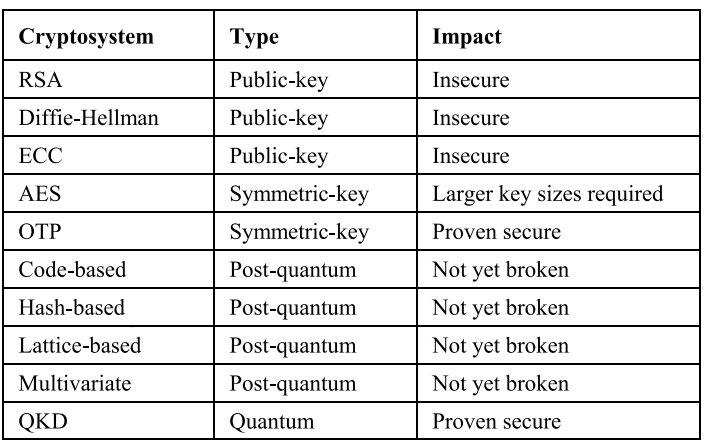 Cryptosystem Type Impact
RSA Public-key Insecure
Diffie-Hellman Public-key Insecure
ECC Public-key Insecure
AES Symmetric-key Larger key sizes required
OTP Symmetric-key Proven secure
Code-based Post-quantum Not yet broken
Hash-based Post-quantum Not yet broken
Lattice-based Post-quantum Not yet broken
Multivariate Post-quantum Not yet broken
QKD Quantum Proven secure